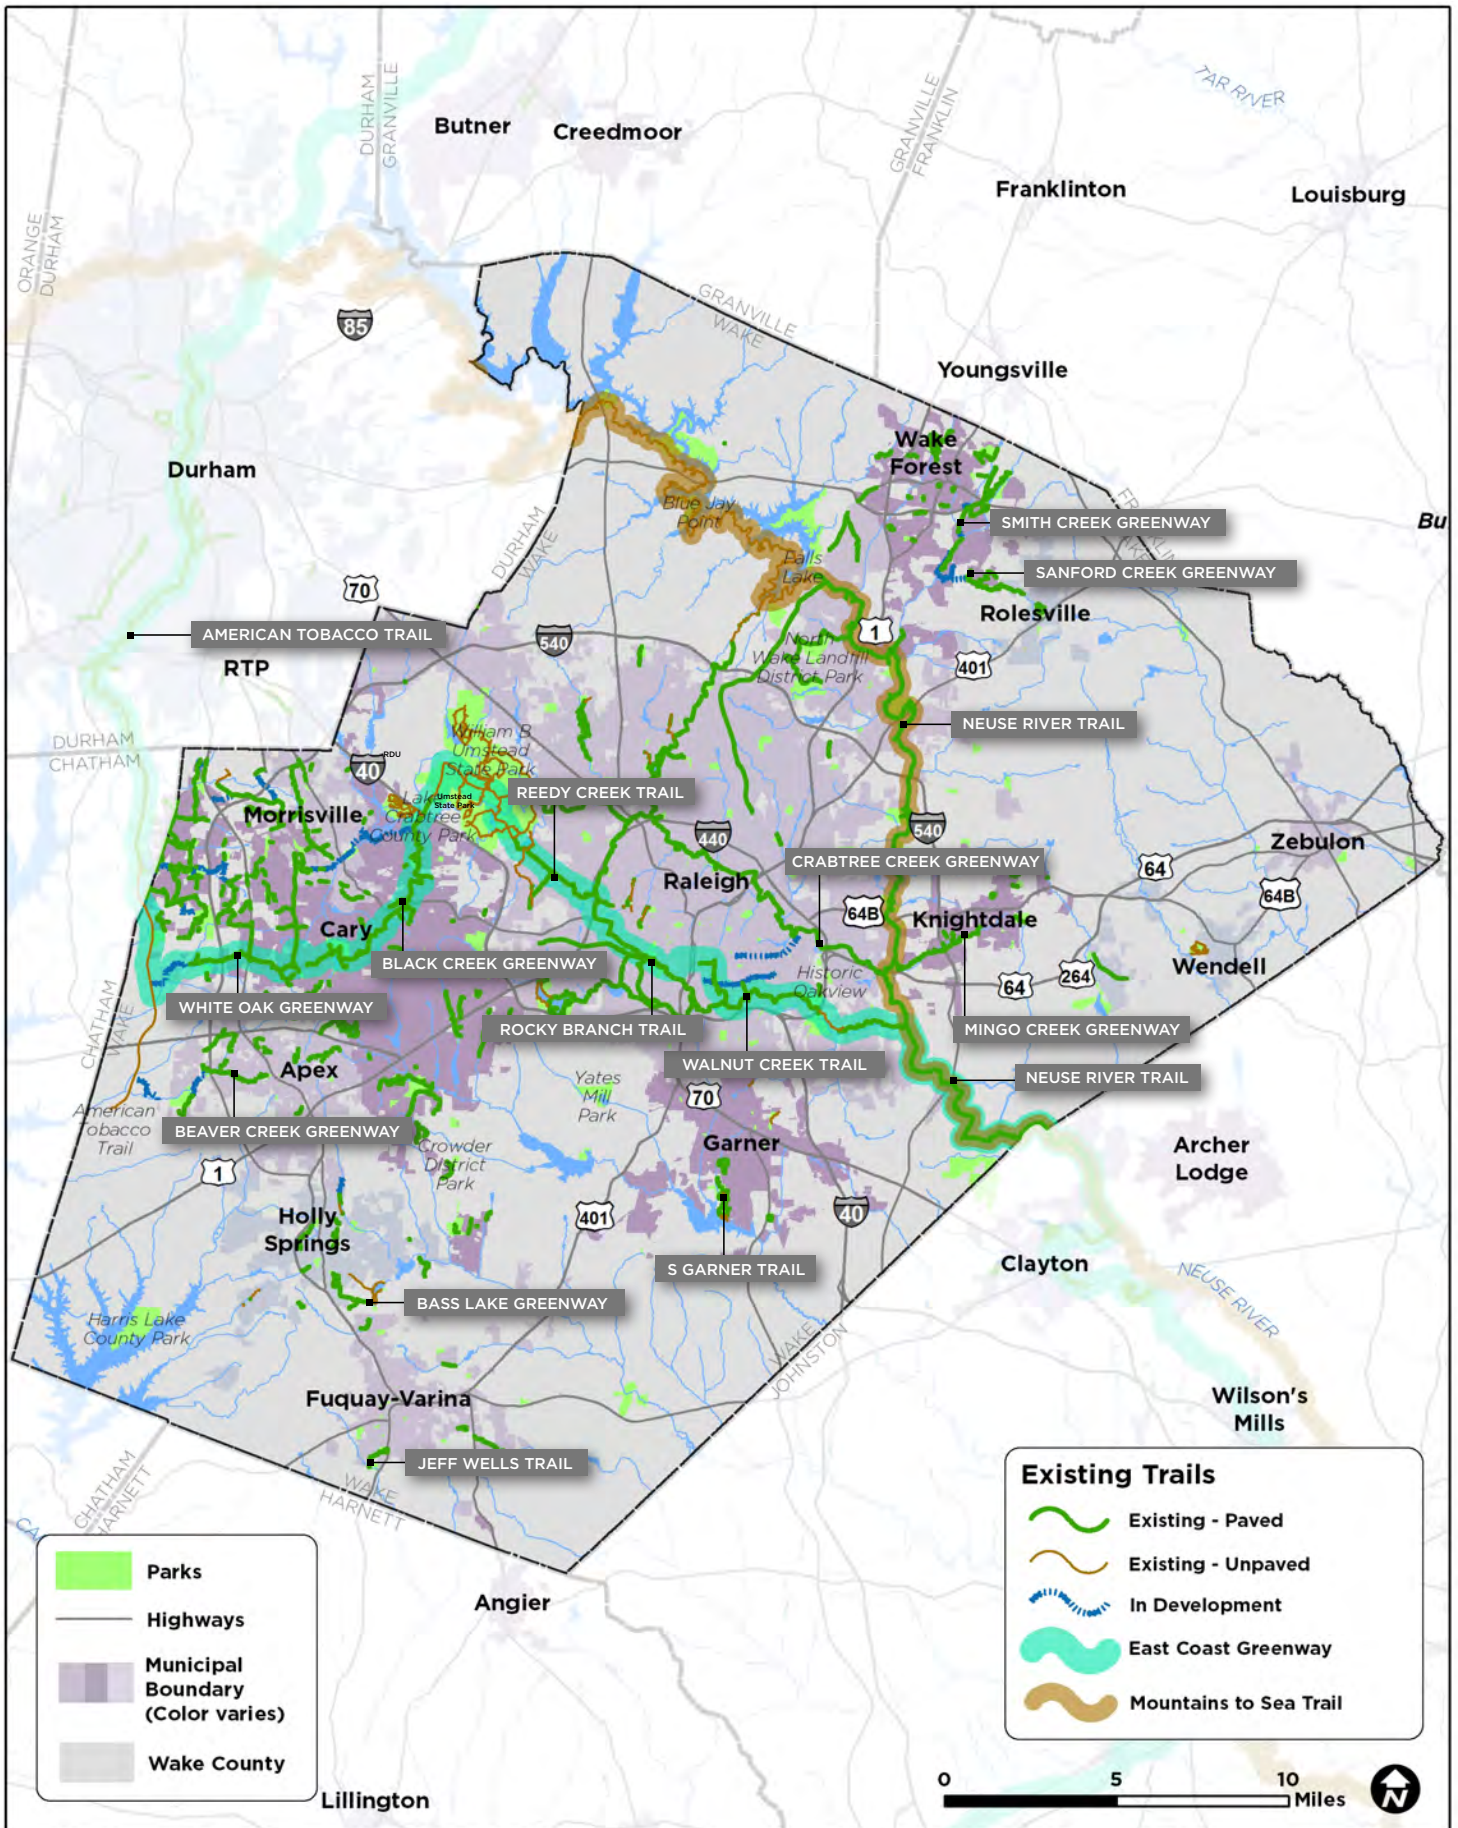 TAR RIVER
DURHAM
GRANVILLE
Butner
Creedmoor
GRANVILLE
FRANKLIN
Franklinton
Louisburg
ORANGE
DURHAM
85
GRANVILLE
WAKE
Youngsville
Wake
Forest
Durham
Blue Jay
Point
DURHAM
WAKE
SMITH CREEK GREENWAY
Bu
Falls
Lake
SANFORD CREEK GREENWAY
70
Rolesville
AMERICAN TOBACCO TRAIL
540
1
North
Wake Landfill
District Park
401
RTP
NEUSE RIVER TRAIL
DURHAM
CHATHAM
William B
Umstead
State Park
RDU
40
REEDY CREEK TRAIL
Umstead
State Park
Lake
Crabtree
County Park
Morrisville
440
540
Zebulon
CRABTREE CREEK GREENWAY
64
Raleigh
64B
64B
Knightdale
Cary
BLACK CREEK GREENWAY
Historic
Oakview
264
Wendell
64
WHITE OAK GREENWAY
CHATHAM
WAKE
ROCKY BRANCH TRAIL
MINGO CREEK GREENWAY
WALNUT CREEK TRAIL
Apex
NEUSE RIVER TRAIL
Yates
Mill
Park
70
American
Tobacco
Trail
BEAVER CREEK GREENWAY
Garner
Crowder
District
Park
Archer
Lodge
1
40
401
Holly
Springs
S GARNER TRAIL
Clayton
NEUSE RIVER
BASS LAKE GREENWAY
Harris Lake
County Park
WAKE
JOHNSTON
Fuquay-Varina
Wilson's
Mills
JEFF WELLS TRAIL
CHATHAM
HARNETT
WAKE
HARNETT
Existing Trails
Existing - Paved
Existing - Unpaved
In Development
East Coast Greenway
Mountains to Sea Trail
Parks
Highways
Municipal
Boundary
(Color varies)
Wake County
Angier
Lillington
0 5 10
Miles
N